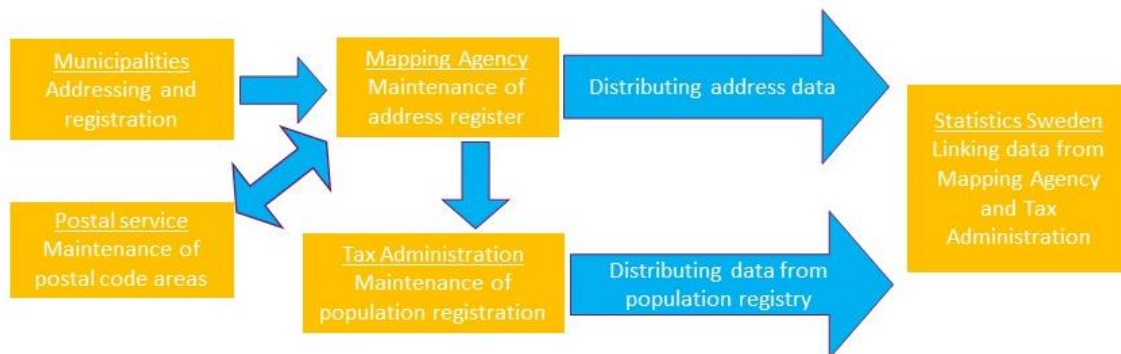 Municipalities
Addressing and
registration
Mapping Agency
Maintenance of
address register
Distributing address data
Statistics Sweden
Linking data from
Mapping Agency
and Tax
Administration
Postal service
Maintenance of
postal code areas
Tax Administration
Maintenance of
population registration
Distributing data from
population registry